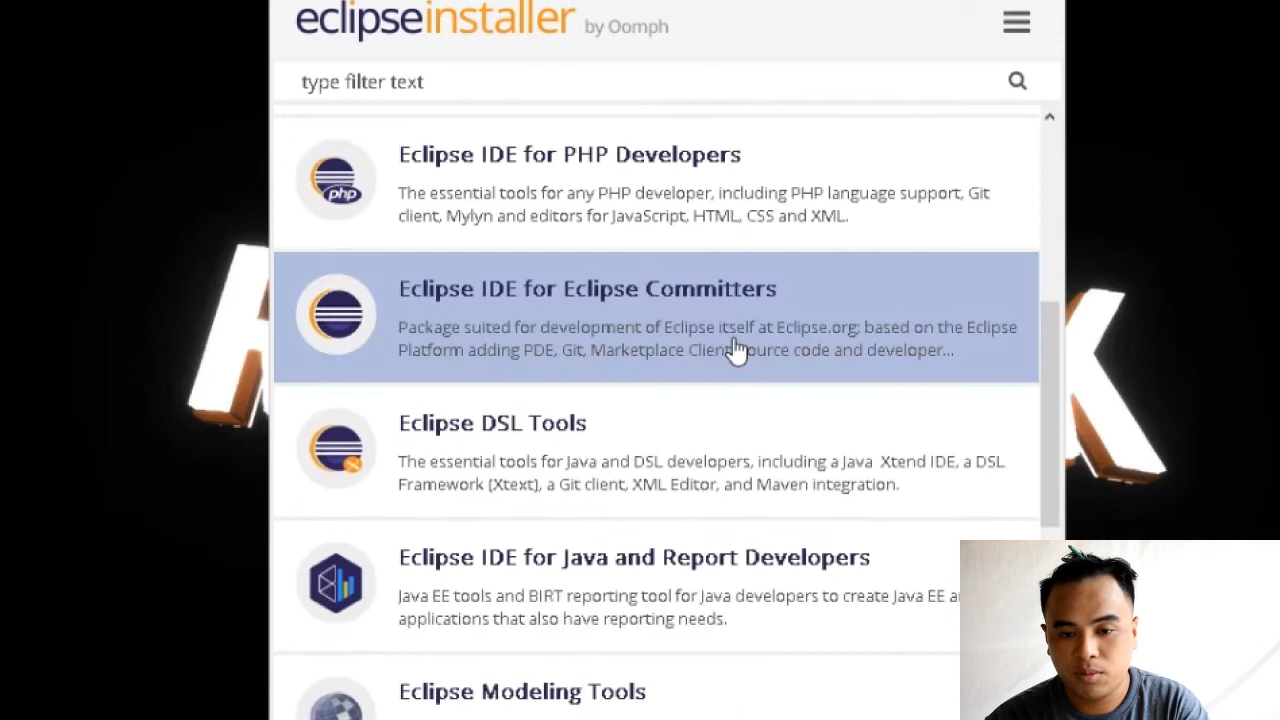 eclipseinstaller by Oomph
type filter text
Eclipse IDE for PHP Developers
The essential tools for any PHP developer, including PHP language support, Git
client, Mylyn and editors for JavaScript, HTML, CSS and XML.
php
Eclipse IDE for Eclipse Committers
Package suited for development of Eclipse itself at Eclipse.org; based on the Eclipse
Platform adding PDE, Git, Marketplace Client, source code and developer...
Eclipse DSL Tools
The essential tools for Java and DSL developers, including a Java Xtend IDE, a DSL
Framework (Xtext), a Git client, XML Editor, and Maven integration.
Eclipse IDE for Java and Report Developers
Java EE tools and BIRT reporting tool for Java developers to create Java EE
applications that also have reporting needs.
Eclipse Modeling Tools